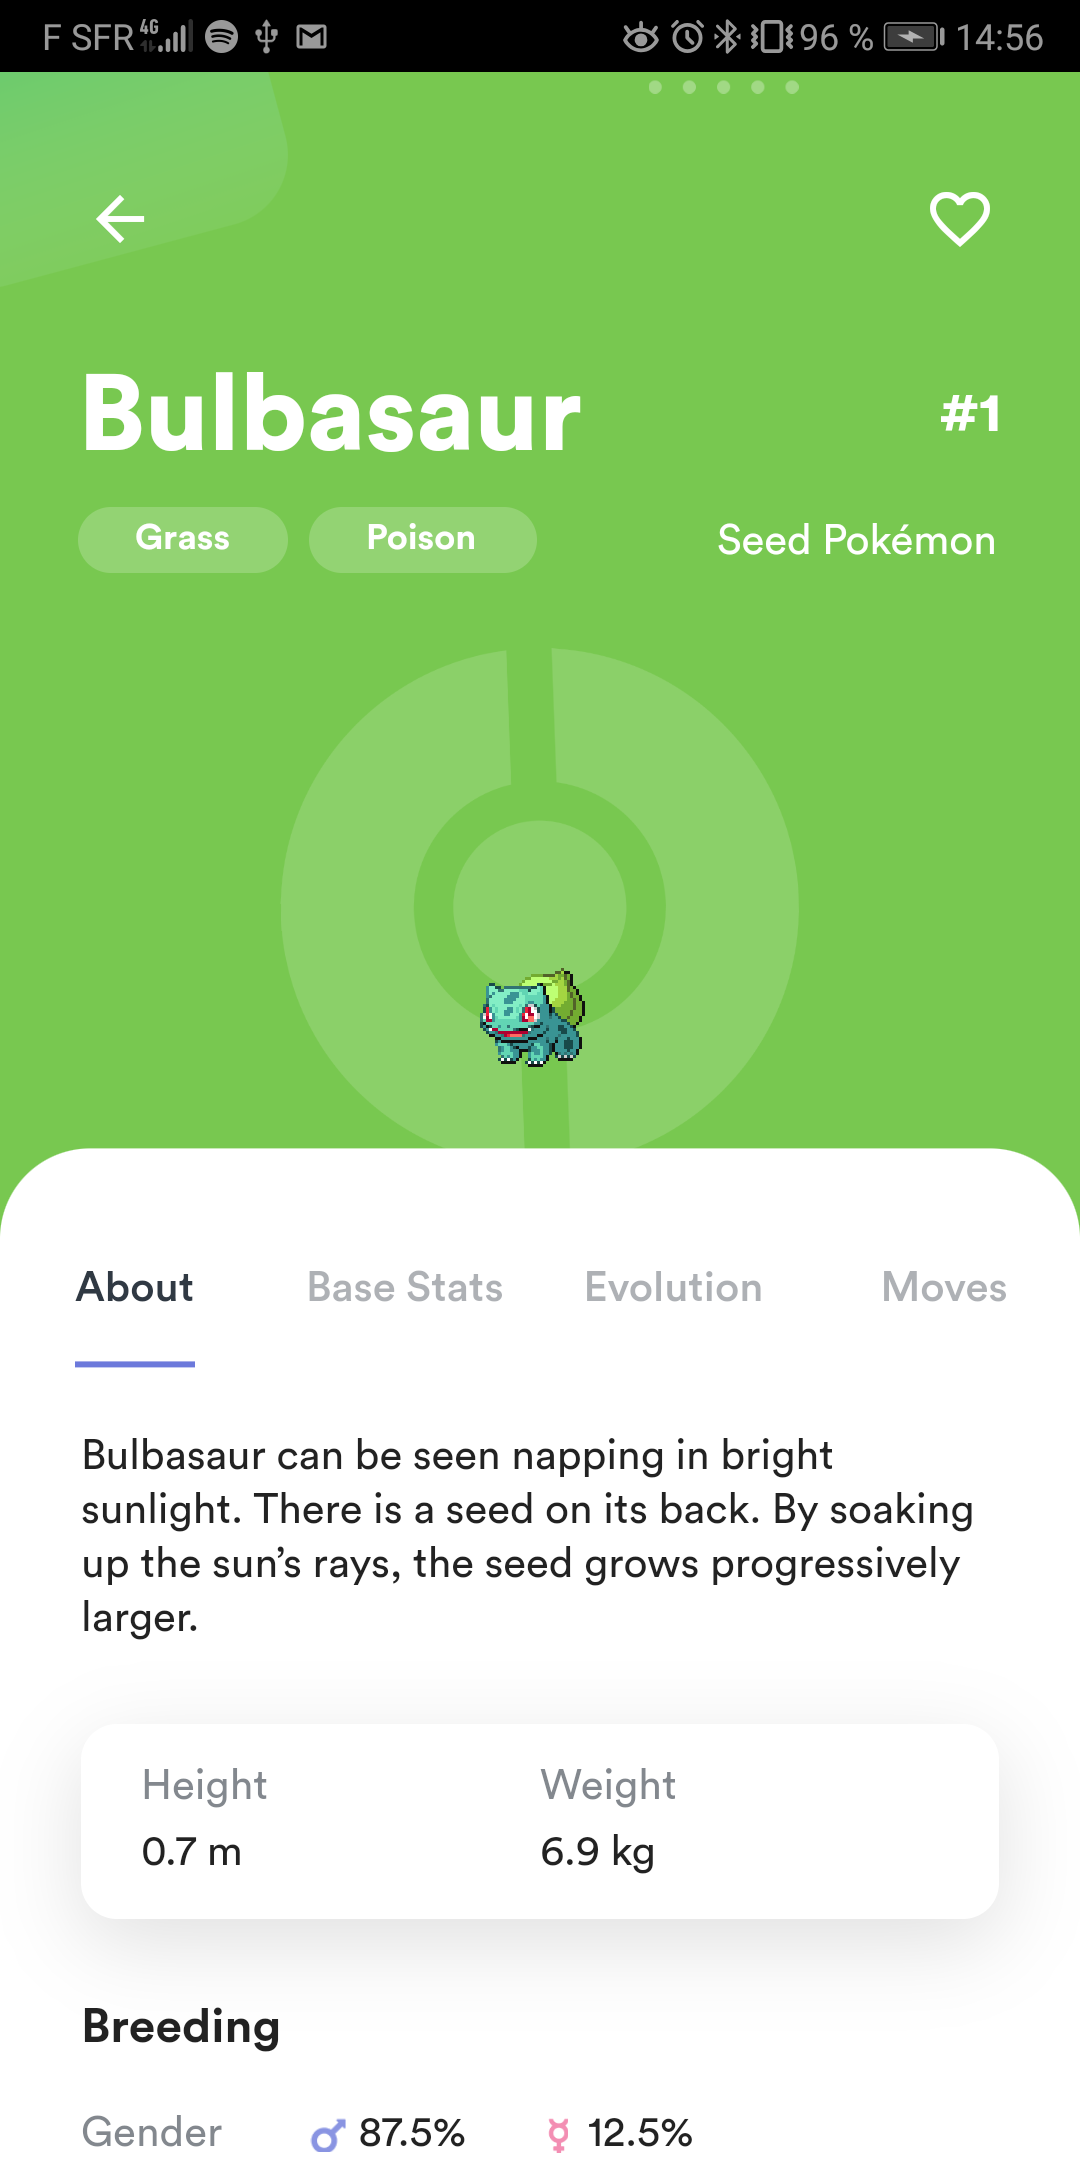 F SFR 4G 96 % 14:56
Bulbasaur #1
Grass Poison Seed Pokémon
About Base Stats Evolution Moves
Bulbasaur can be seen napping in bright
sunlight. There is a seed on its back. By soaking
up the sun’s rays, the seed grows progressively
larger.
Height Weight
0.7 m 6.9 kg
Breeding
Gender ♂ 87.5% ☿ 12.5%